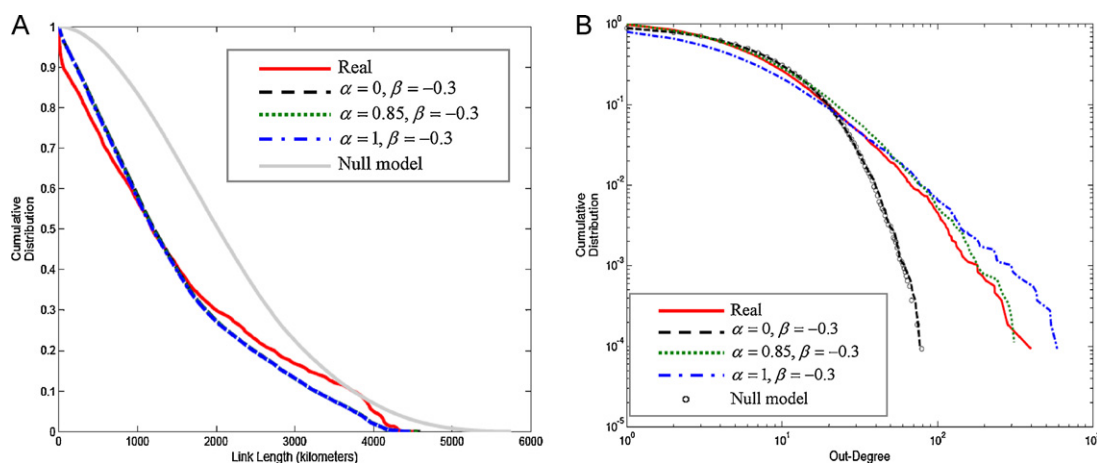 A
1
0.9
0.8
0.7
0.6
0.5
0.4
0.3
0.2
0.1
0
Cumulative
Distribution
Real
α = 0, β = −0.3
α = 0.85, β = −0.3
α = 1, β = −0.3
Null model
0 1000 2000 3000 4000 5000 6000
Link Length (kilometers)
B
10^0
10^-1
10^-2
10^-3
10^-4
10^-5
Cumulative
Distribution
Real
α = 0, β = −0.3
α = 0.85, β = −0.3
α = 1, β = −0.3
Null model
10^0 10^1 10^2 10^3
Out-Degree